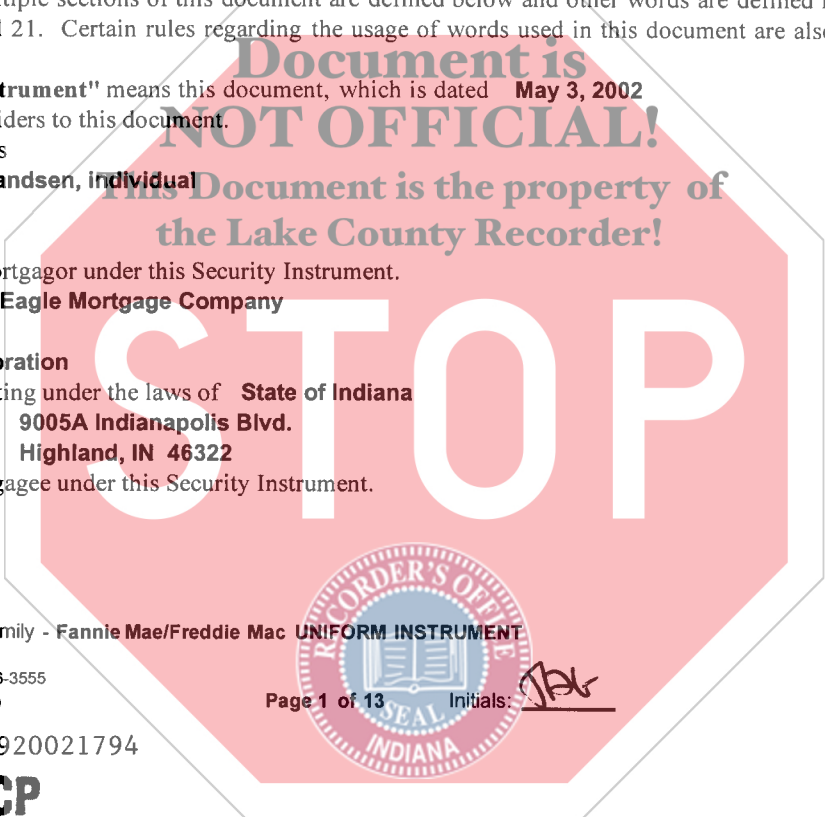 sections of this document are defined below and other words are defined
21. Certain rules regarding the usage of words used in this document are also
Document is
trument" means this document, which is dated May 3, 2002
NOT OFFICIAL!
iders to this document.
s
andsen, individual
This Document is the property of
the Lake County Recorder!
ortgagor under this Security Instrument.
Eagle Mortgage Company
STOP
oration
ting under the laws of State of Indiana
9005A Indianapolis Blvd.
Highland, IN 46322
gagee under this Security Instrument.
RECORDER'S OFFICE
mily - Fannie Mae/Freddie Mac UNIFORM INSTRUMENT
-3555
Page 1 of 13 Initials:
SEAL
INDIANA
920021794
CP